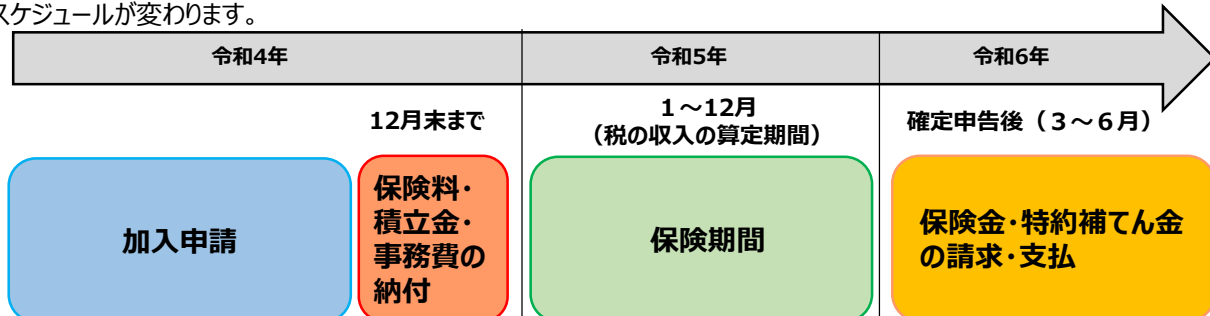 スケジュールが変わります。
令和4年
令和5年
令和6年
12月末まで
1～12月
（税の収入の算定期間）
確定申告後（３～６月）
加入申請
保険料・
積立金・
事務費の
納付
保険期間
保険金・特約補てん金
の請求・支払